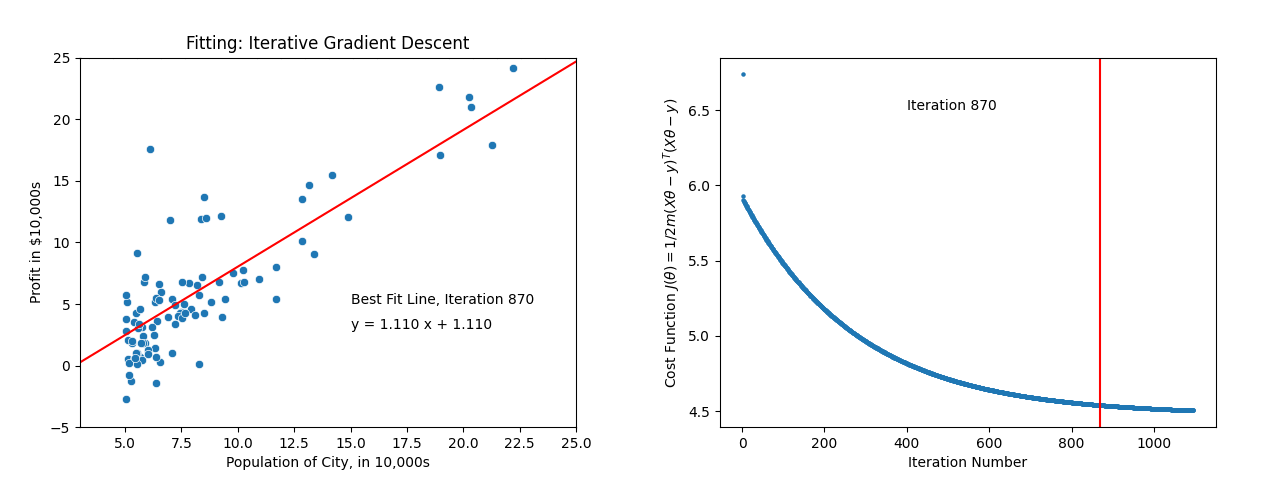 Fitting: Iterative Gradient Descent
25
20
15
10
5
0
−5
Profit in $10,000s
Best Fit Line, Iteration 870
y = 1.110 x + 1.110
5.0 7.5 10.0 12.5 15.0 17.5 20.0 22.5 25.0
Population of City, in 10,000s
6.5
6.0
5.5
5.0
4.5
Cost Function J(θ) = 1/2m(Xθ − y)ᵀ(Xθ − y)
Iteration 870
0 200 400 600 800 1000
Iteration Number